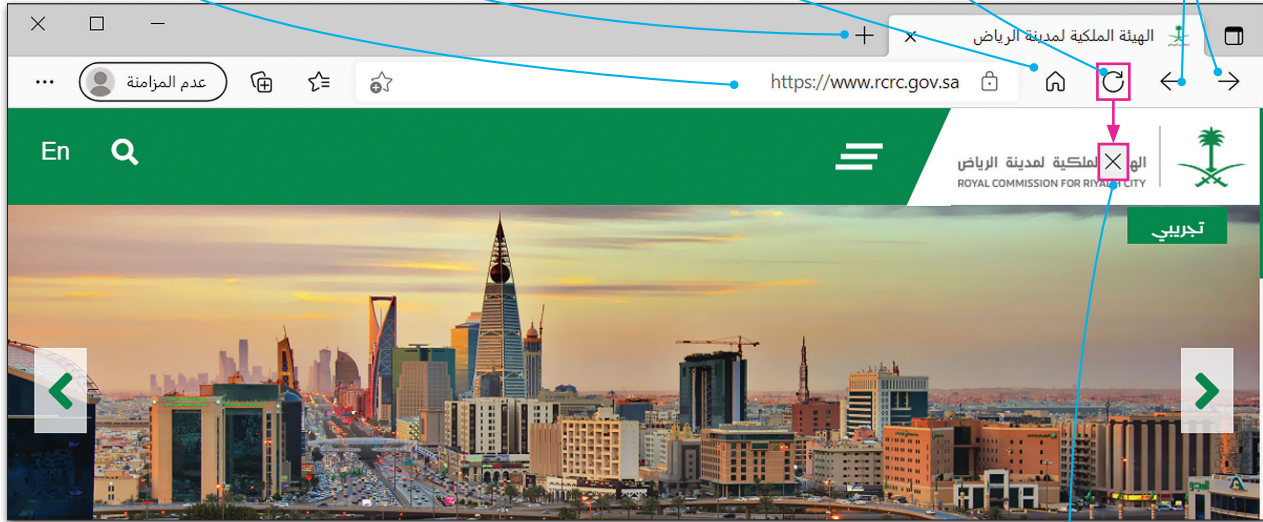 الهيئة الملكية لمدينة الرياض
https://www.rcrc.gov.sa
عدم المزامنة
الهيئة الملكية لمدينة الرياض
ROYAL COMMISSION FOR RIYADH CITY
En
تجريبي